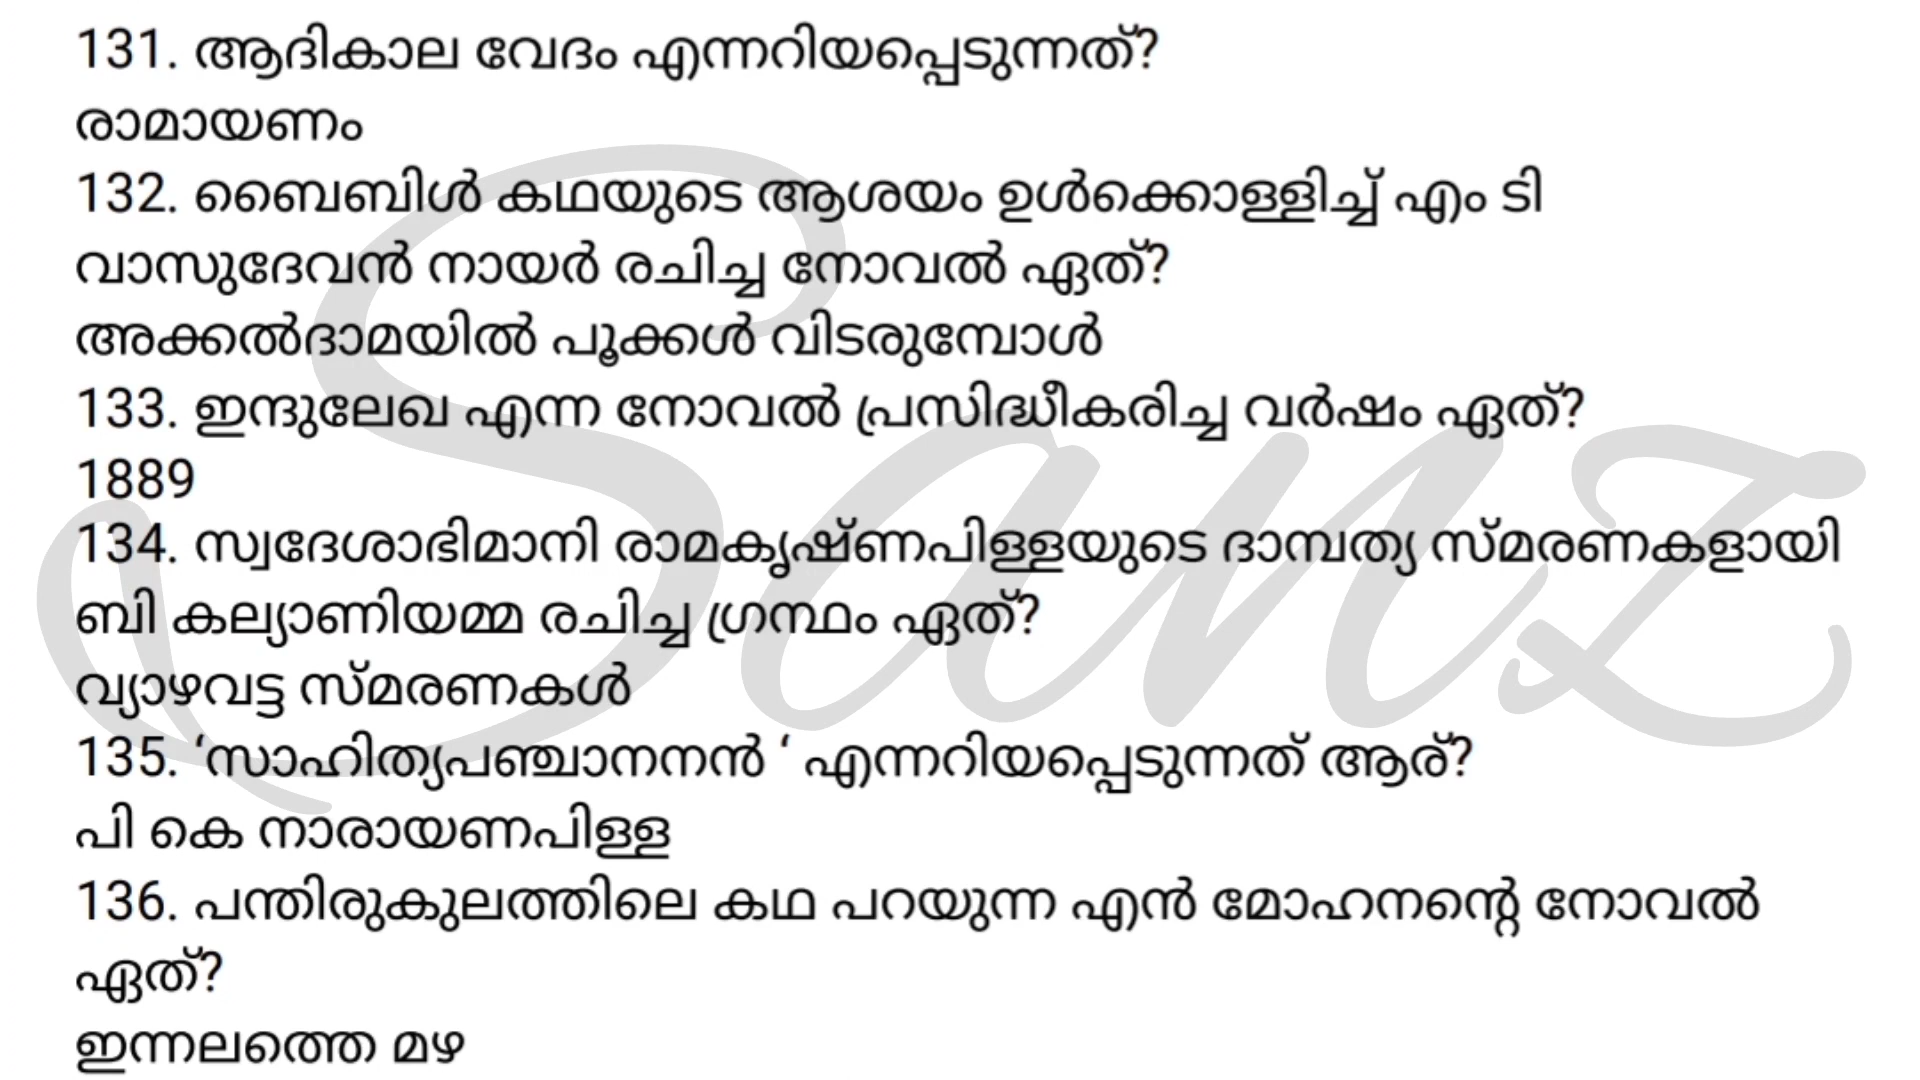 131. ആദികാല വേദം എന്നറിയപ്പെടുന്നത്?
രാമായണം
132. ബൈബിൾ കഥയുടെ ആശയം ഉൾക്കൊള്ളിച്ച് എം ടി
വാസുദേവൻ നായർ രചിച്ച നോവൽ ഏത്?
അക്കൽദാമയിൽ പൂക്കൾ വിടരുമ്പോൾ
133. ഇന്ദുലേഖ എന്ന നോവൽ പ്രസിദ്ധീകരിച്ച വർഷം ഏത്?
1889
134. സ്വദേശാഭിമാനി രാമകൃഷ്ണപിള്ളയുടെ ദാമ്പത്യ സ്മരണകളായി
ബി കല്യാണിയമ്മ രചിച്ച ഗ്രന്ഥം ഏത്?
വ്യാഴവട്ട സ്മരണകൾ
135. ‘സാഹിത്യപഞ്ചാനനൻ ‘ എന്നറിയപ്പെടുന്നത് ആര്?
പി കെ നാരായണപിള്ള
136. പന്തിരുകുലത്തിലെ കഥ പറയുന്ന എൻ മോഹനന്റെ നോവൽ
ഏത്?
ഇന്നലത്തെ മഴ
Sanz